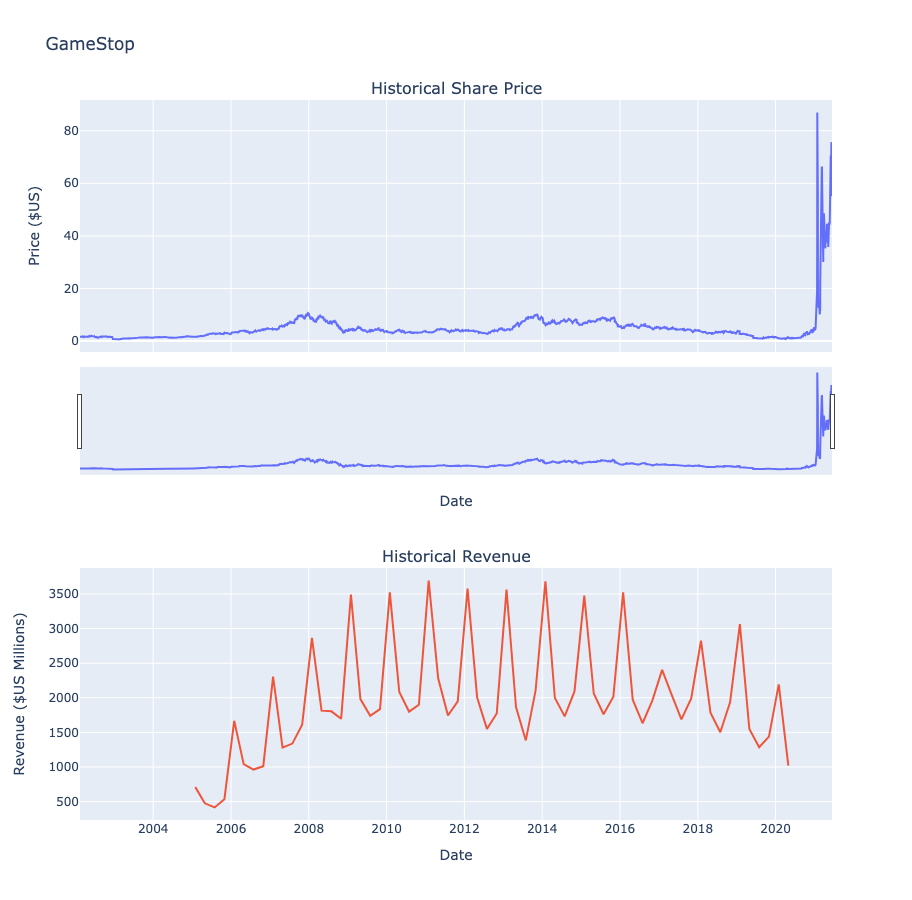 GameStop
Historical Share Price
Price ($US)
80
60
40
20
0
Date
Historical Revenue
Revenue ($US Millions)
3500
3000
2500
2000
1500
1000
500
2004 2006 2008 2010 2012 2014 2016 2018 2020
Date